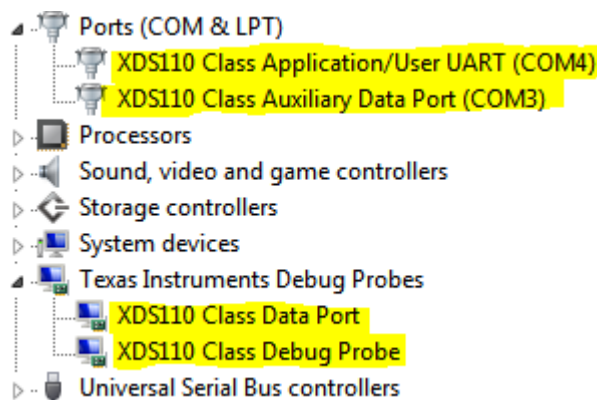 Ports (COM & LPT)
XDS110 Class Application/User UART (COM4)
XDS110 Class Auxiliary Data Port (COM3)
Processors
Sound, video and game controllers
Storage controllers
System devices
Texas Instruments Debug Probes
XDS110 Class Data Port
XDS110 Class Debug Probe
Universal Serial Bus controllers